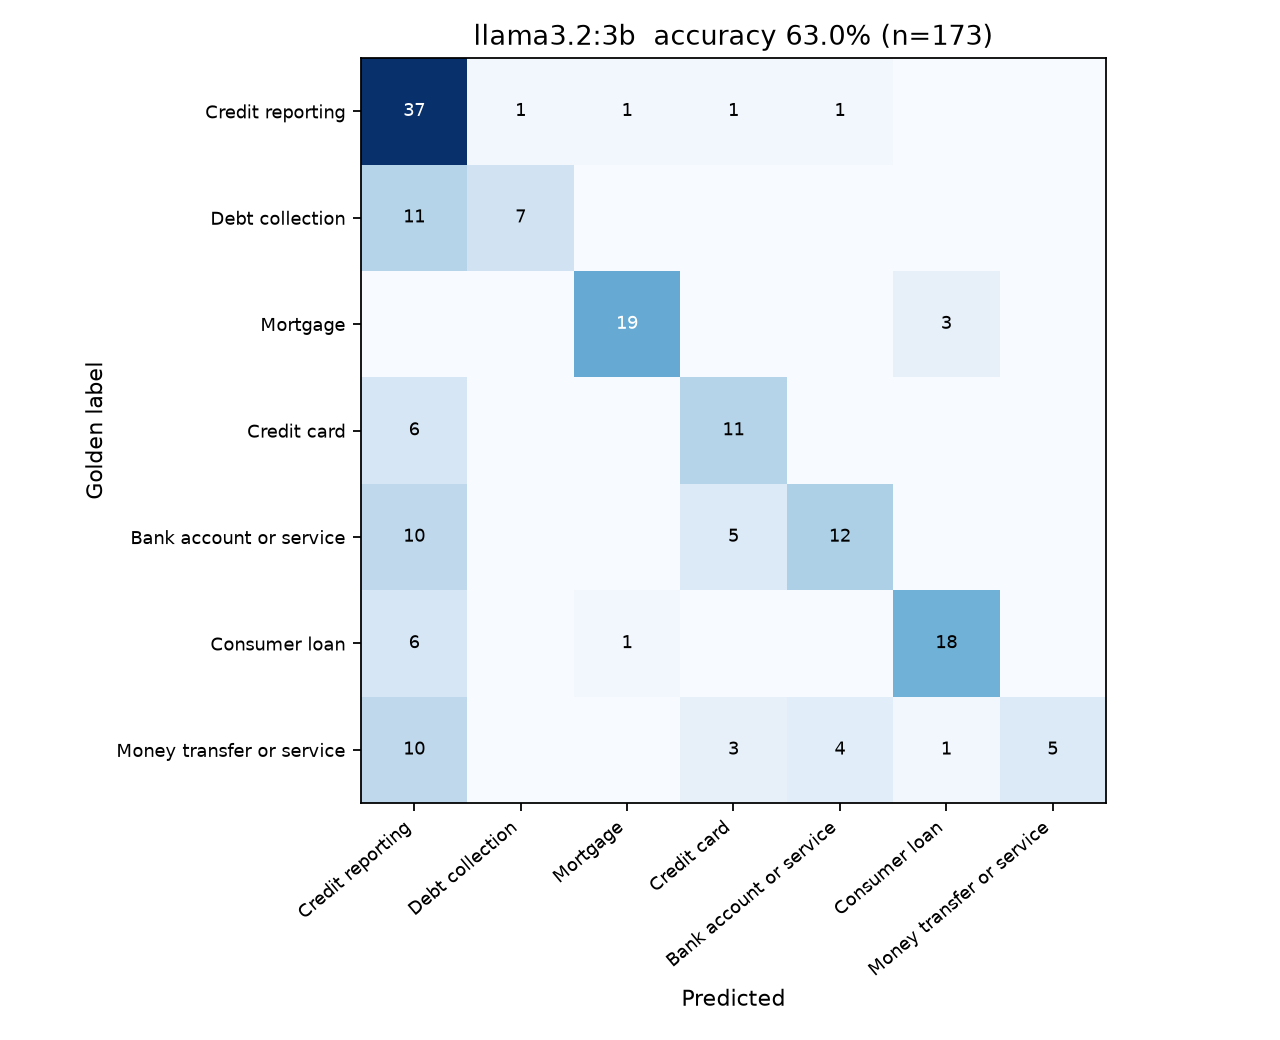 llama3.2:3b  accuracy 63.0% (n=173)
Credit reporting 37 1 1 1 1
Debt collection 11 7
Mortgage 19 3
Credit card 6 11
Bank account or service 10 5 12
Consumer loan 6 1 18
Money transfer or service 10 3 4 1 5
Golden label
Credit reporting
Debt collection
Mortgage
Credit card
Bank account or service
Consumer loan
Money transfer or service
Predicted